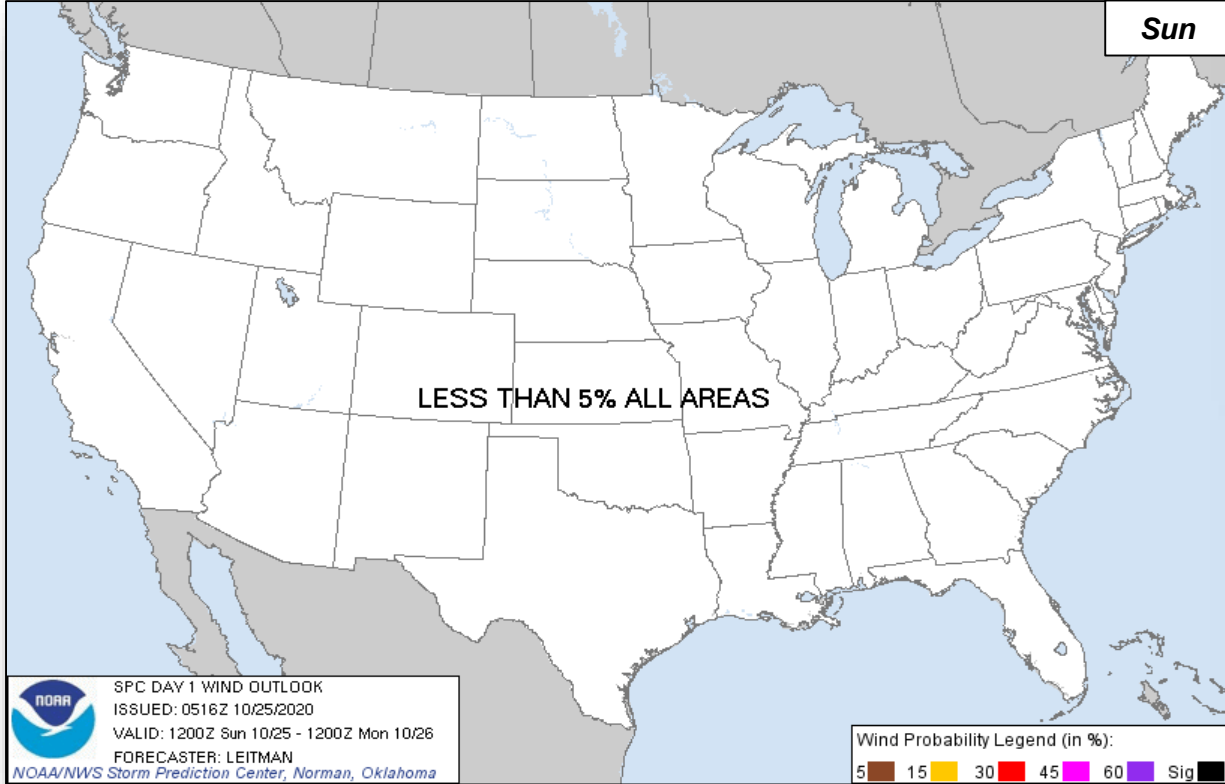 Sun
LESS THAN 5% ALL AREAS
NOAA
SPC DAY 1 WIND OUTLOOK
ISSUED: 0516Z 10/25/2020
VALID: 1200Z Sun 10/25 - 1200Z Mon 10/26
FORECASTER: LEITMAN
NOAA/NWS Storm Prediction Center, Norman, Oklahoma
Wind Probability Legend (in %):
5 15 30 45 60 Sig